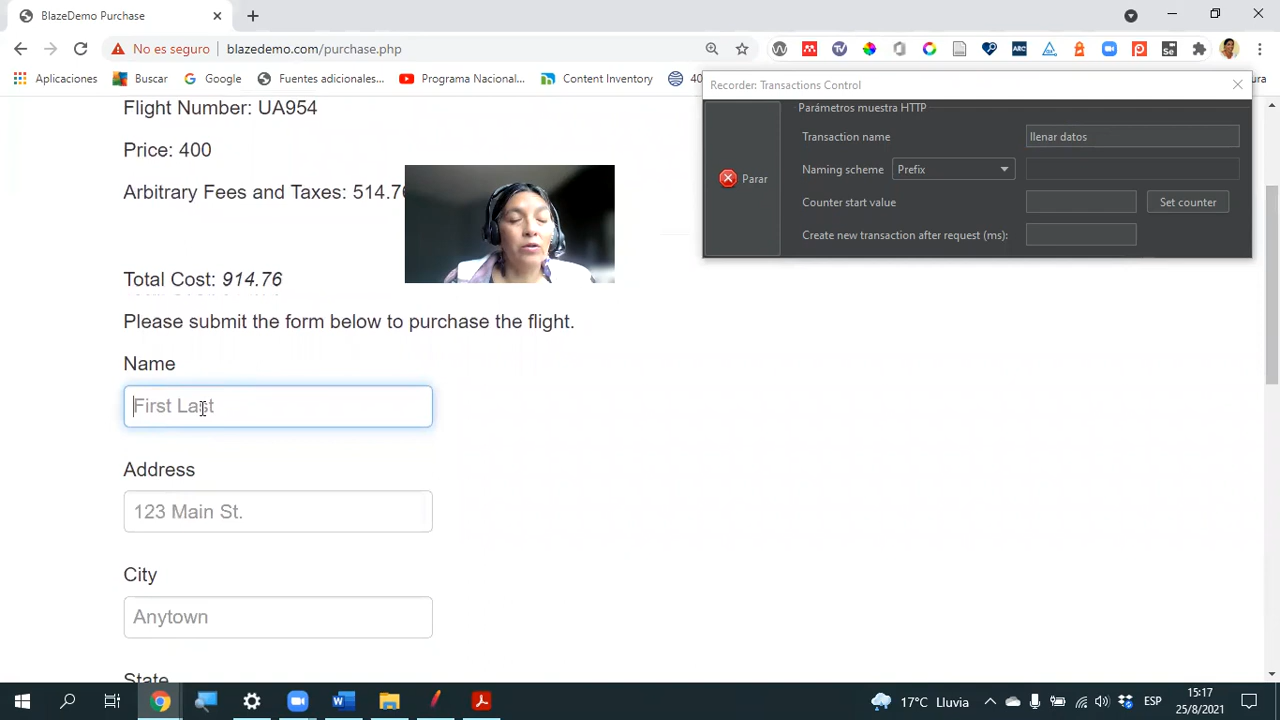 BlazeDemo Purchase
No es seguro
blazedemo.com/purchase.php
Aplicaciones
Buscar
Google
Fuentes adicionales...
Programa Nacional...
Content Inventory
Recorder: Transactions Control
Parámetros muestra HTTP
Transaction name
llenar datos
Naming scheme
Prefix
Parar
Counter start value
Set counter
Create new transaction after request (ms):
Flight Number: UA954
Price: 400
Arbitrary Fees and Taxes: 514.76
Total Cost: 914.76
Please submit the form below to purchase the flight.
Name
First Last
Address
123 Main St.
City
Anytown
State
17°C Lluvia
ESP
15:17
25/8/2021